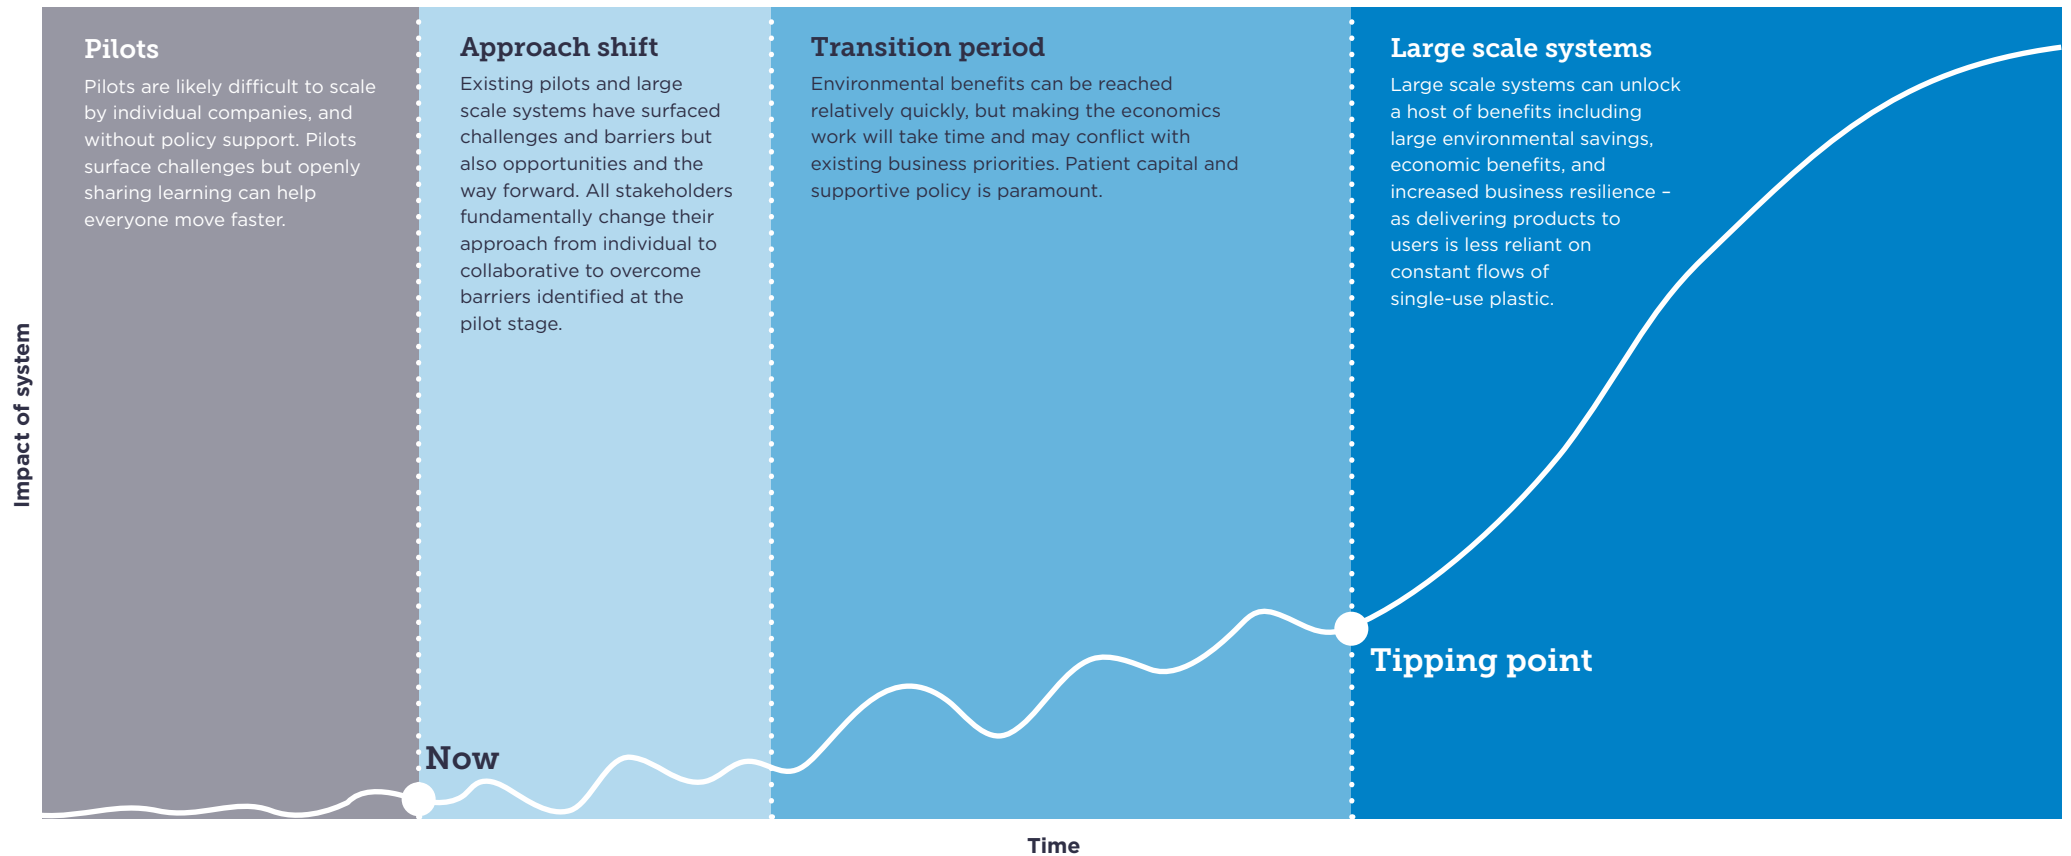 Pilots
Pilots are likely difficult to scale
by individual companies, and
without policy support. Pilots
surface challenges but openly
sharing learning can help
everyone move faster.
Approach shift
Existing pilots and large
scale systems have surfaced
challenges and barriers but
also opportunities and the
way forward. All stakeholders
fundamentally change their
approach from individual to
collaborative to overcome
barriers identified at the
pilot stage.
Transition period
Environmental benefits can be reached
relatively quickly, but making the economics
work will take time and may conflict with
existing business priorities. Patient capital and
supportive policy is paramount.
Large scale systems
Large scale systems can unlock
a host of benefits including
large environmental savings,
economic benefits, and
increased business resilience –
as delivering products to
users is less reliant on
constant flows of
single-use plastic.
Impact of system
Now
Tipping point
Time